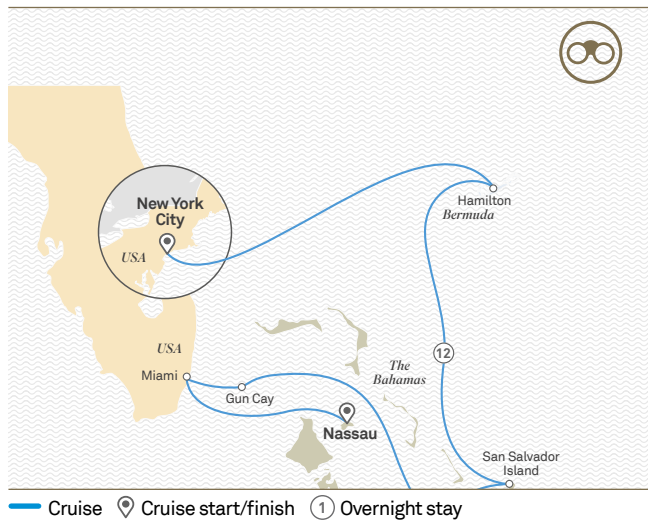 New York
City
USA
Hamilton
Bermuda
USA
12
The
Bahamas
Miami
Gun Cay
Nassau
San Salvador
Island
Cruise Cruise start/finish 1 Overnight stay